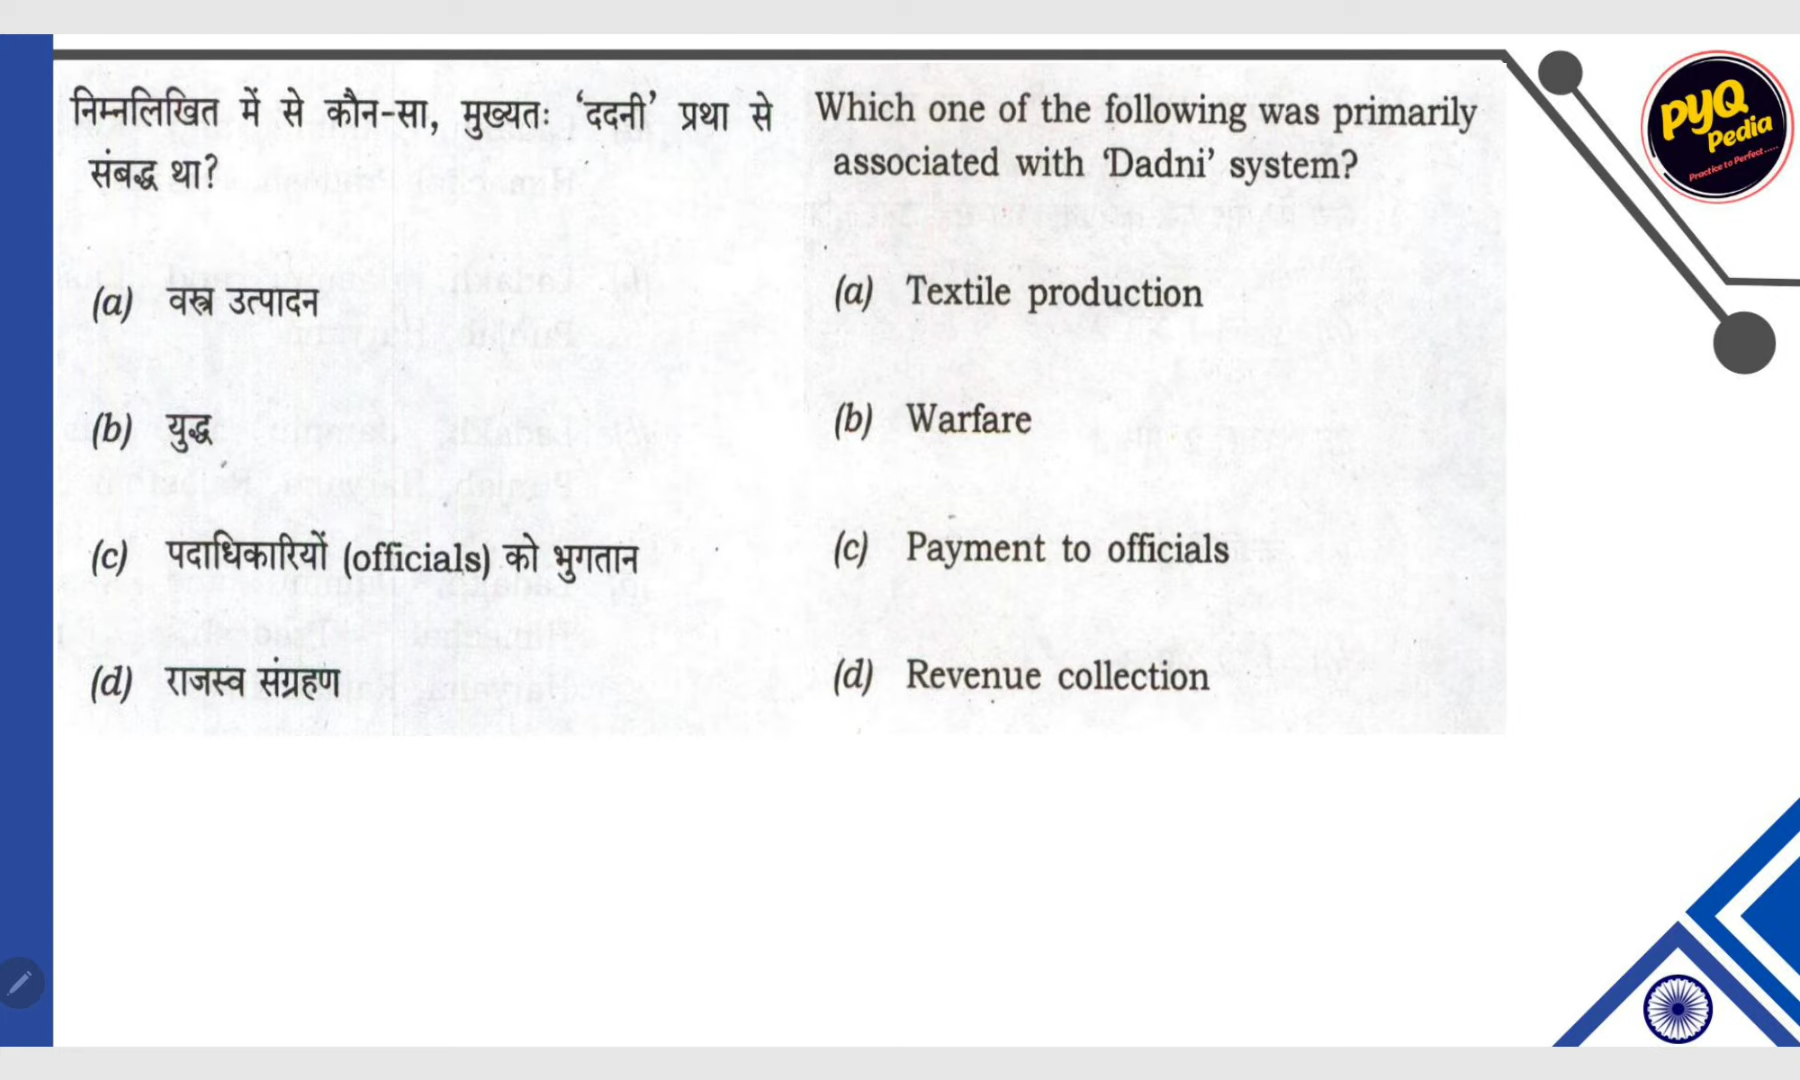 निम्नलिखित में से कौन-सा, मुख्यतः ‘ददनी’ प्रथा से
संबद्ध था?
(a) वस्त्र उत्पादन
(b) युद्ध
(c) पदाधिकारियों (officials) को भुगतान
(d) राजस्व संग्रहण
Which one of the following was primarily
associated with ‘Dadni’ system?
(a) Textile production
(b) Warfare
(c) Payment to officials
(d) Revenue collection
PYQ
Pedia
Practice to Perfect.....